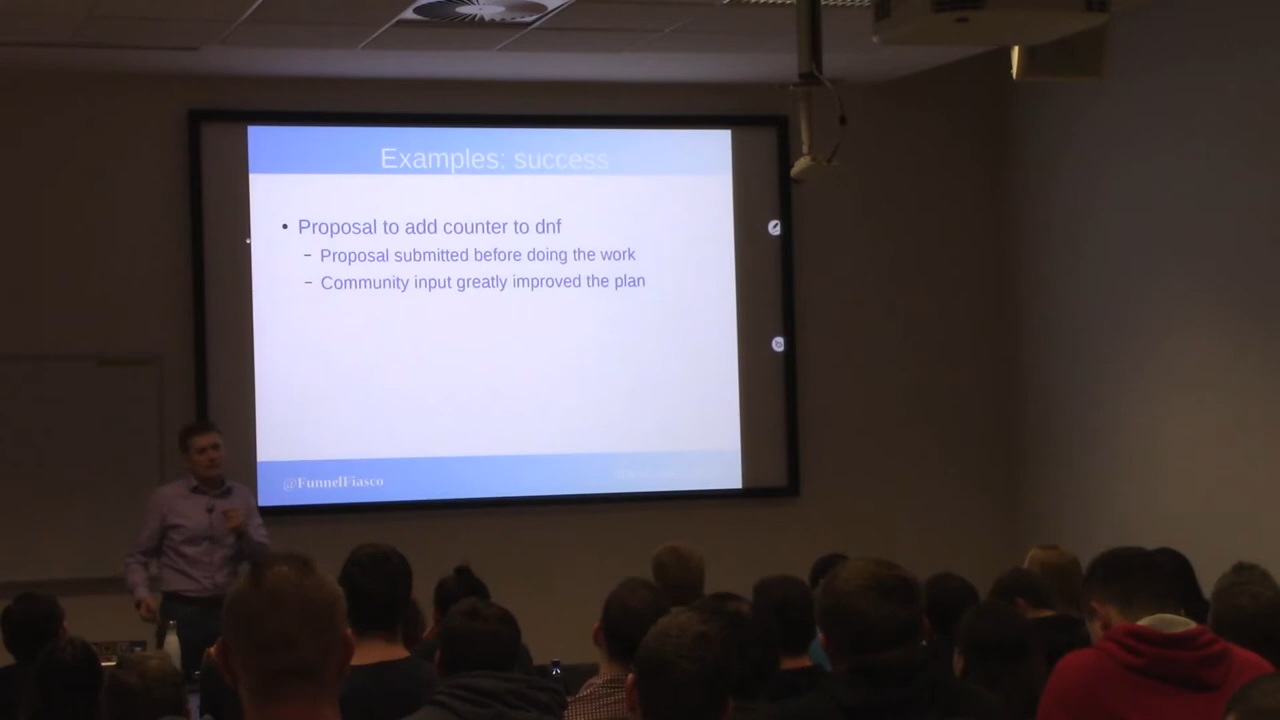 Examples: success
• Proposal to add counter to dnf
– Proposal submitted before doing the work
– Community input greatly improved the plan
@FunnelFiasco